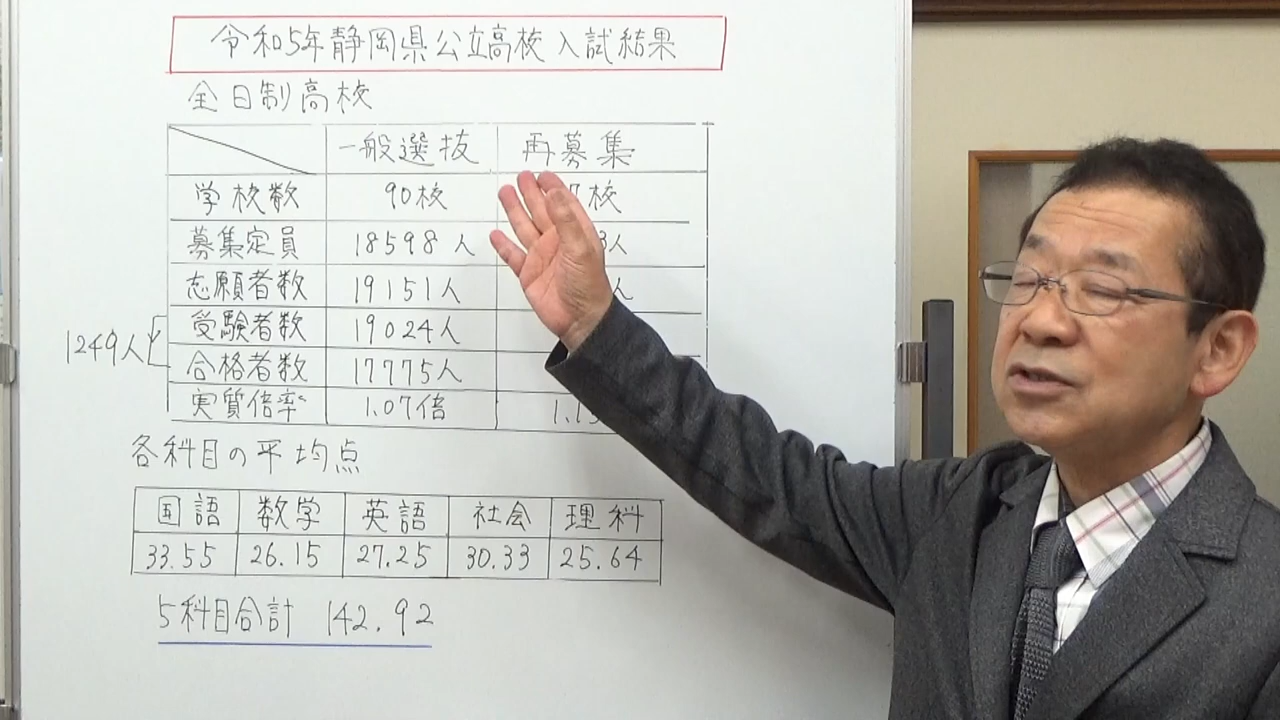 令和5年静岡県公立高校入試結果
全日制高校
一般選抜 再募集
学校数 90校 校
募集定員 18598人 人
志願者数 19151人
受験者数 19024人
1249人
合格者数 17775人
実質倍率 1.07倍
各科目の平均点
国語 数学 英語 社会 理科
33.55 26.15 27.25 30.33 25.64
5科目合計 142.92